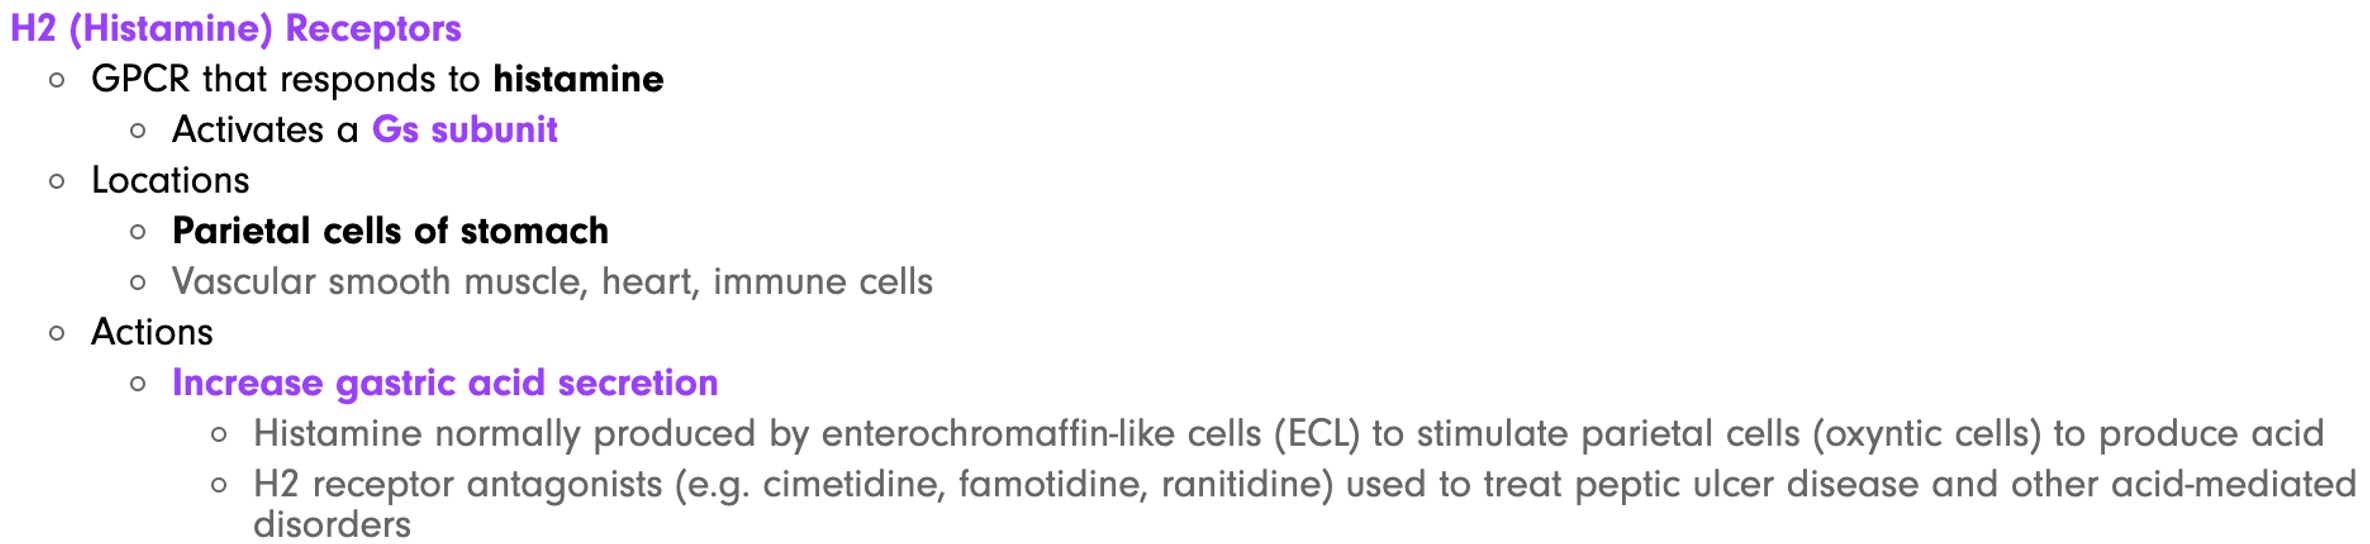 H2 (Histamine) Receptors
GPCR that responds to histamine
Activates a Gs subunit
Locations
Parietal cells of stomach
Vascular smooth muscle, heart, immune cells
Actions
Increase gastric acid secretion
Histamine normally produced by enterochromaffin-like cells (ECL) to stimulate parietal cells (oxyntic cells) to produce acid
H2 receptor antagonists (e.g. cimetidine, famotidine, ranitidine) used to treat peptic ulcer disease and other acid-mediated
disorders